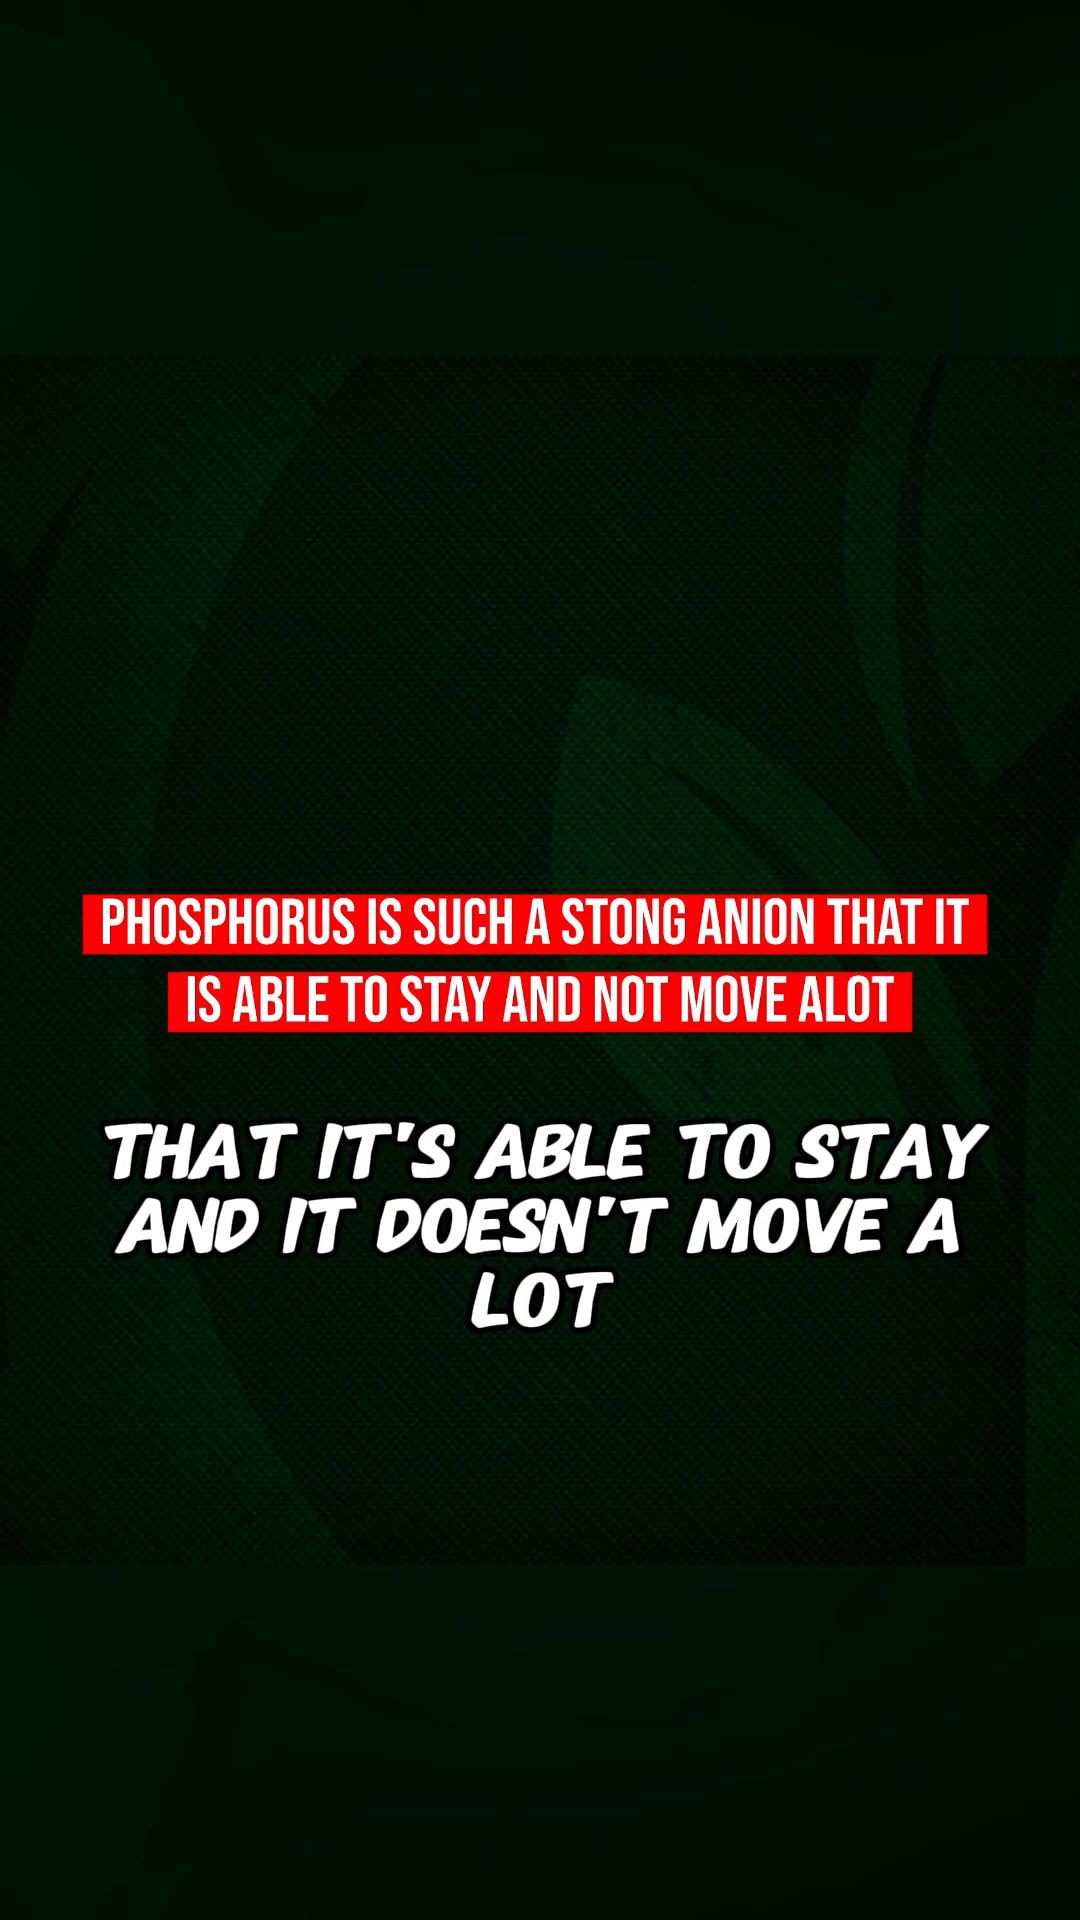 PHOSPHORUS IS SUCH A STONG ANION THAT IT
IS ABLE TO STAY AND NOT MOVE ALOT
THAT IT'S ABLE TO STAY
AND IT DOESN'T MOVE A
LOT